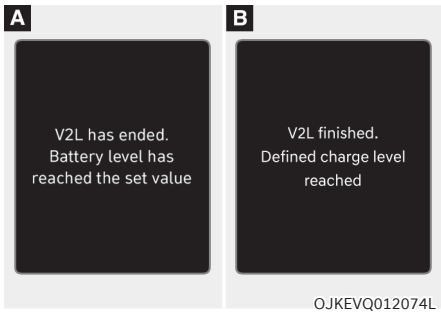 A
V2L has ended.
Battery level has
reached the set value
B
V2L finished.
Defined charge level
reached
OJKEVQ012074L